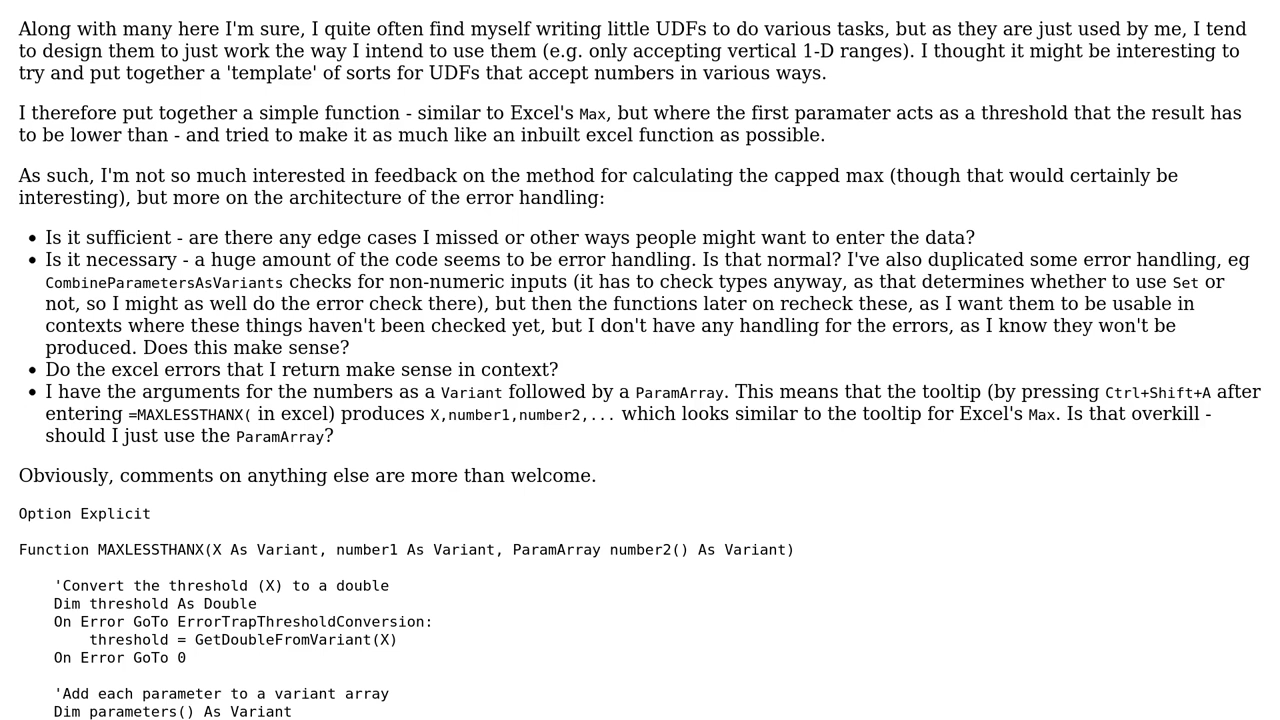 Along with many here I'm sure, I quite often find myself writing little UDFs to do various tasks, but as they are just used by me, I tend
to design them to just work the way I intend to use them (e.g. only accepting vertical 1-D ranges). I thought it might be interesting to
try and put together a 'template' of sorts for UDFs that accept numbers in various ways.
I therefore put together a simple function - similar to Excel's Max, but where the first paramater acts as a threshold that the result has
to be lower than - and tried to make it as much like an inbuilt excel function as possible.
As such, I'm not so much interested in feedback on the method for calculating the capped max (though that would certainly be
interesting), but more on the architecture of the error handling:
• Is it sufficient - are there any edge cases I missed or other ways people might want to enter the data?
• Is it necessary - a huge amount of the code seems to be error handling. Is that normal? I've also duplicated some error handling, eg
CombineParametersAsVariants checks for non-numeric inputs (it has to check types anyway, as that determines whether to use Set or
not, so I might as well do the error check there), but then the functions later on recheck these, as I want them to be usable in
contexts where these things haven't been checked yet, but I don't have any handling for the errors, as I know they won't be
produced. Does this make sense?
• Do the excel errors that I return make sense in context?
• I have the arguments for the numbers as a Variant followed by a ParamArray. This means that the tooltip (by pressing Ctrl+Shift+A after
entering =MAXLESSTHANX( in excel) produces X,number1,number2,... which looks similar to the tooltip for Excel's Max. Is that overkill -
should I just use the ParamArray?
Obviously, comments on anything else are more than welcome.
Option Explicit
Function MAXLESSTHANX(X As Variant, number1 As Variant, ParamArray number2() As Variant)
    'Convert the threshold (X) to a double
    Dim threshold As Double
    On Error GoTo ErrorTrapThresholdConversion:
        threshold = GetDoubleFromVariant(X)
    On Error GoTo 0
    'Add each parameter to a variant array
    Dim parameters() As Variant